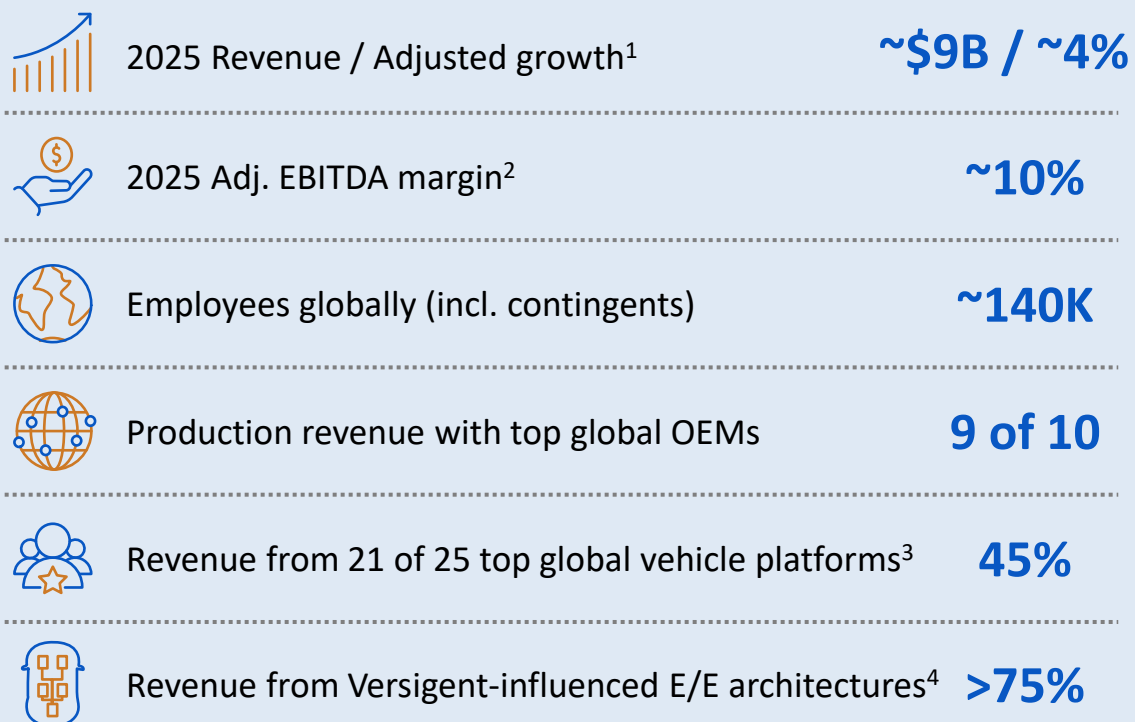 2025 Revenue / Adjusted growth¹ ~$9B / ~4%
$
2025 Adj. EBITDA margin² ~10%
Employees globally (incl. contingents) ~140K
Production revenue with top global OEMs 9 of 10
Revenue from 21 of 25 top global vehicle platforms³ 45%
Revenue from Versigent-influenced E/E architectures⁴ >75%